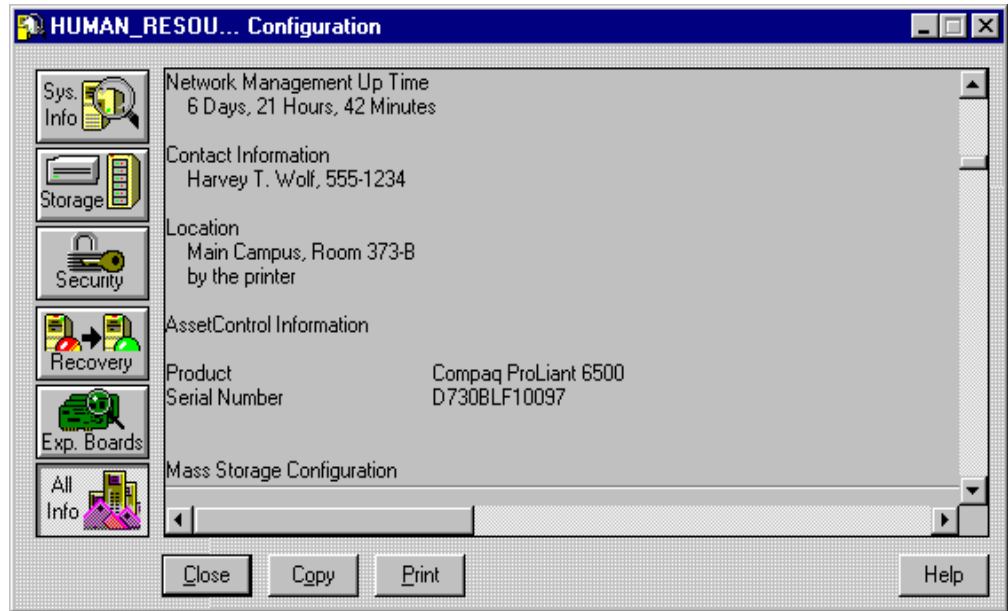 HUMAN_RESOU... Configuration
Sys.
Info
Storage
Security
Recovery
Exp. Boards
All
Info
Network Management Up Time
6 Days, 21 Hours, 42 Minutes
Contact Information
Harvey T. Wolf, 555-1234
Location
Main Campus, Room 373-B
by the printer
AssetControl Information
Product Compaq ProLiant 6500
Serial Number D730BLF10097
Mass Storage Configuration
Close Copy Print Help